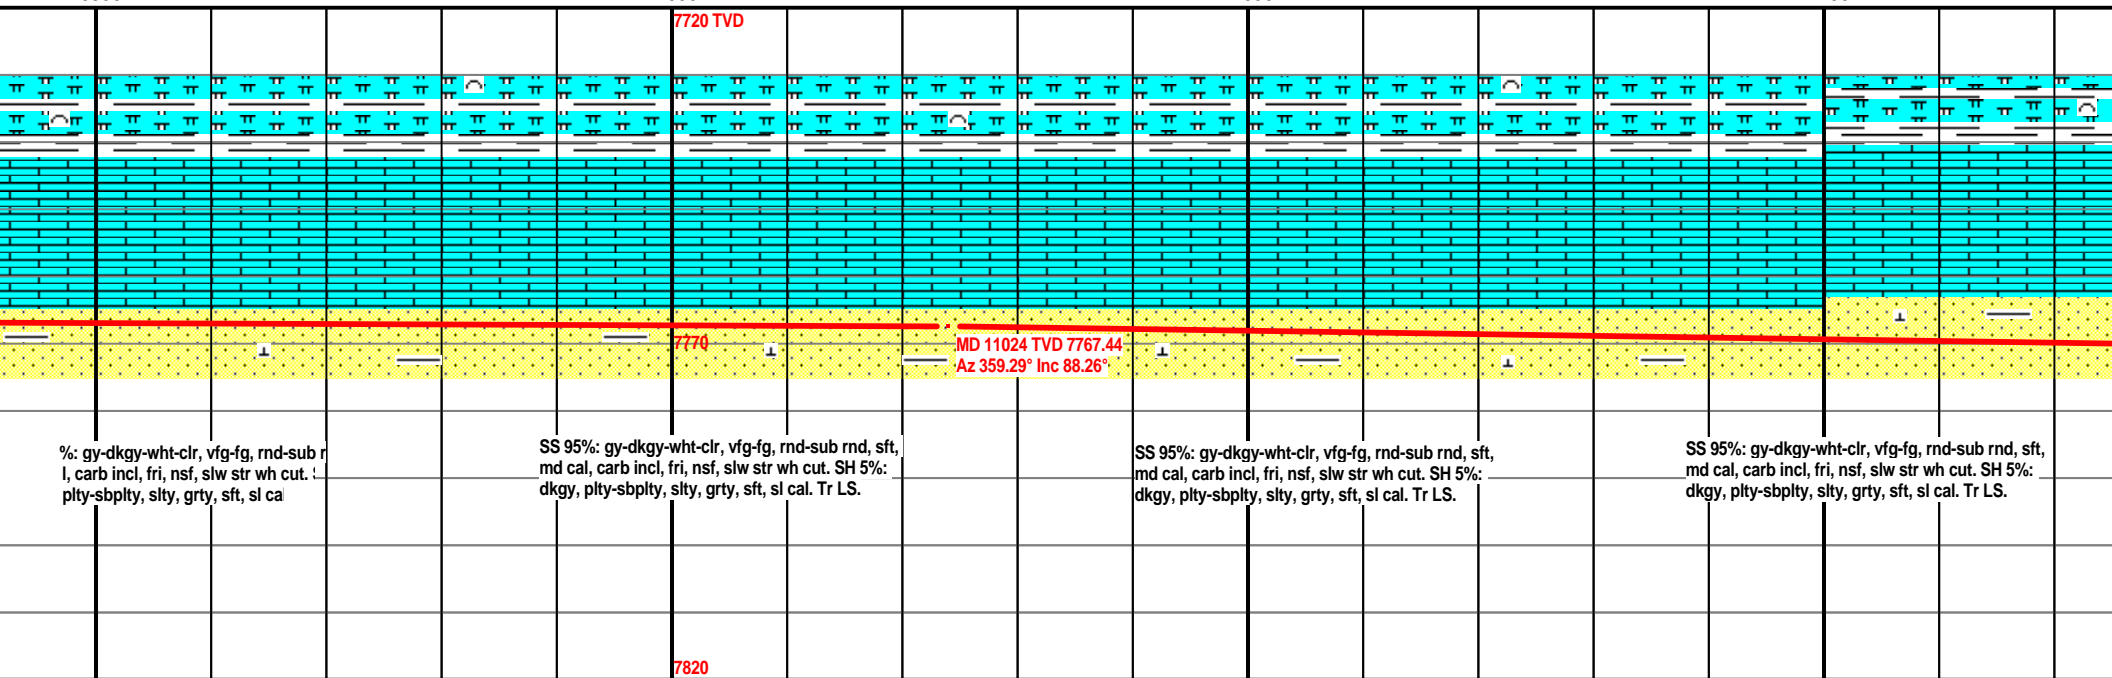 7720 TVD
7770
MD 11024 TVD 7767.44
Az 359.29° Inc 88.26°
%: gy-dkgy-wht-clr, vfg-fg, rnd-sub
l, carb incl, fri, nsf, slw str wh cut.
plty-sbplty, slty, grty, sft, sl cal
SS 95%: gy-dkgy-wht-clr, vfg-fg, rnd-sub rnd, sft,
md cal, carb incl, fri, nsf, slw str wh cut. SH 5%:
dkgy, plty-sbplty, slty, grty, sft, sl cal. Tr LS.
SS 95%: gy-dkgy-wht-clr, vfg-fg, rnd-sub rnd, sft,
md cal, carb incl, fri, nsf, slw str wh cut. SH 5%:
dkgy, plty-sbplty, slty, grty, sft, sl cal. Tr LS.
SS 95%: gy-dkgy-wht-clr, vfg-fg, rnd-sub rnd, sft,
md cal, carb incl, fri, nsf, slw str wh cut. SH 5%:
dkgy, plty-sbplty, slty, grty, sft, sl cal. Tr LS.
7820